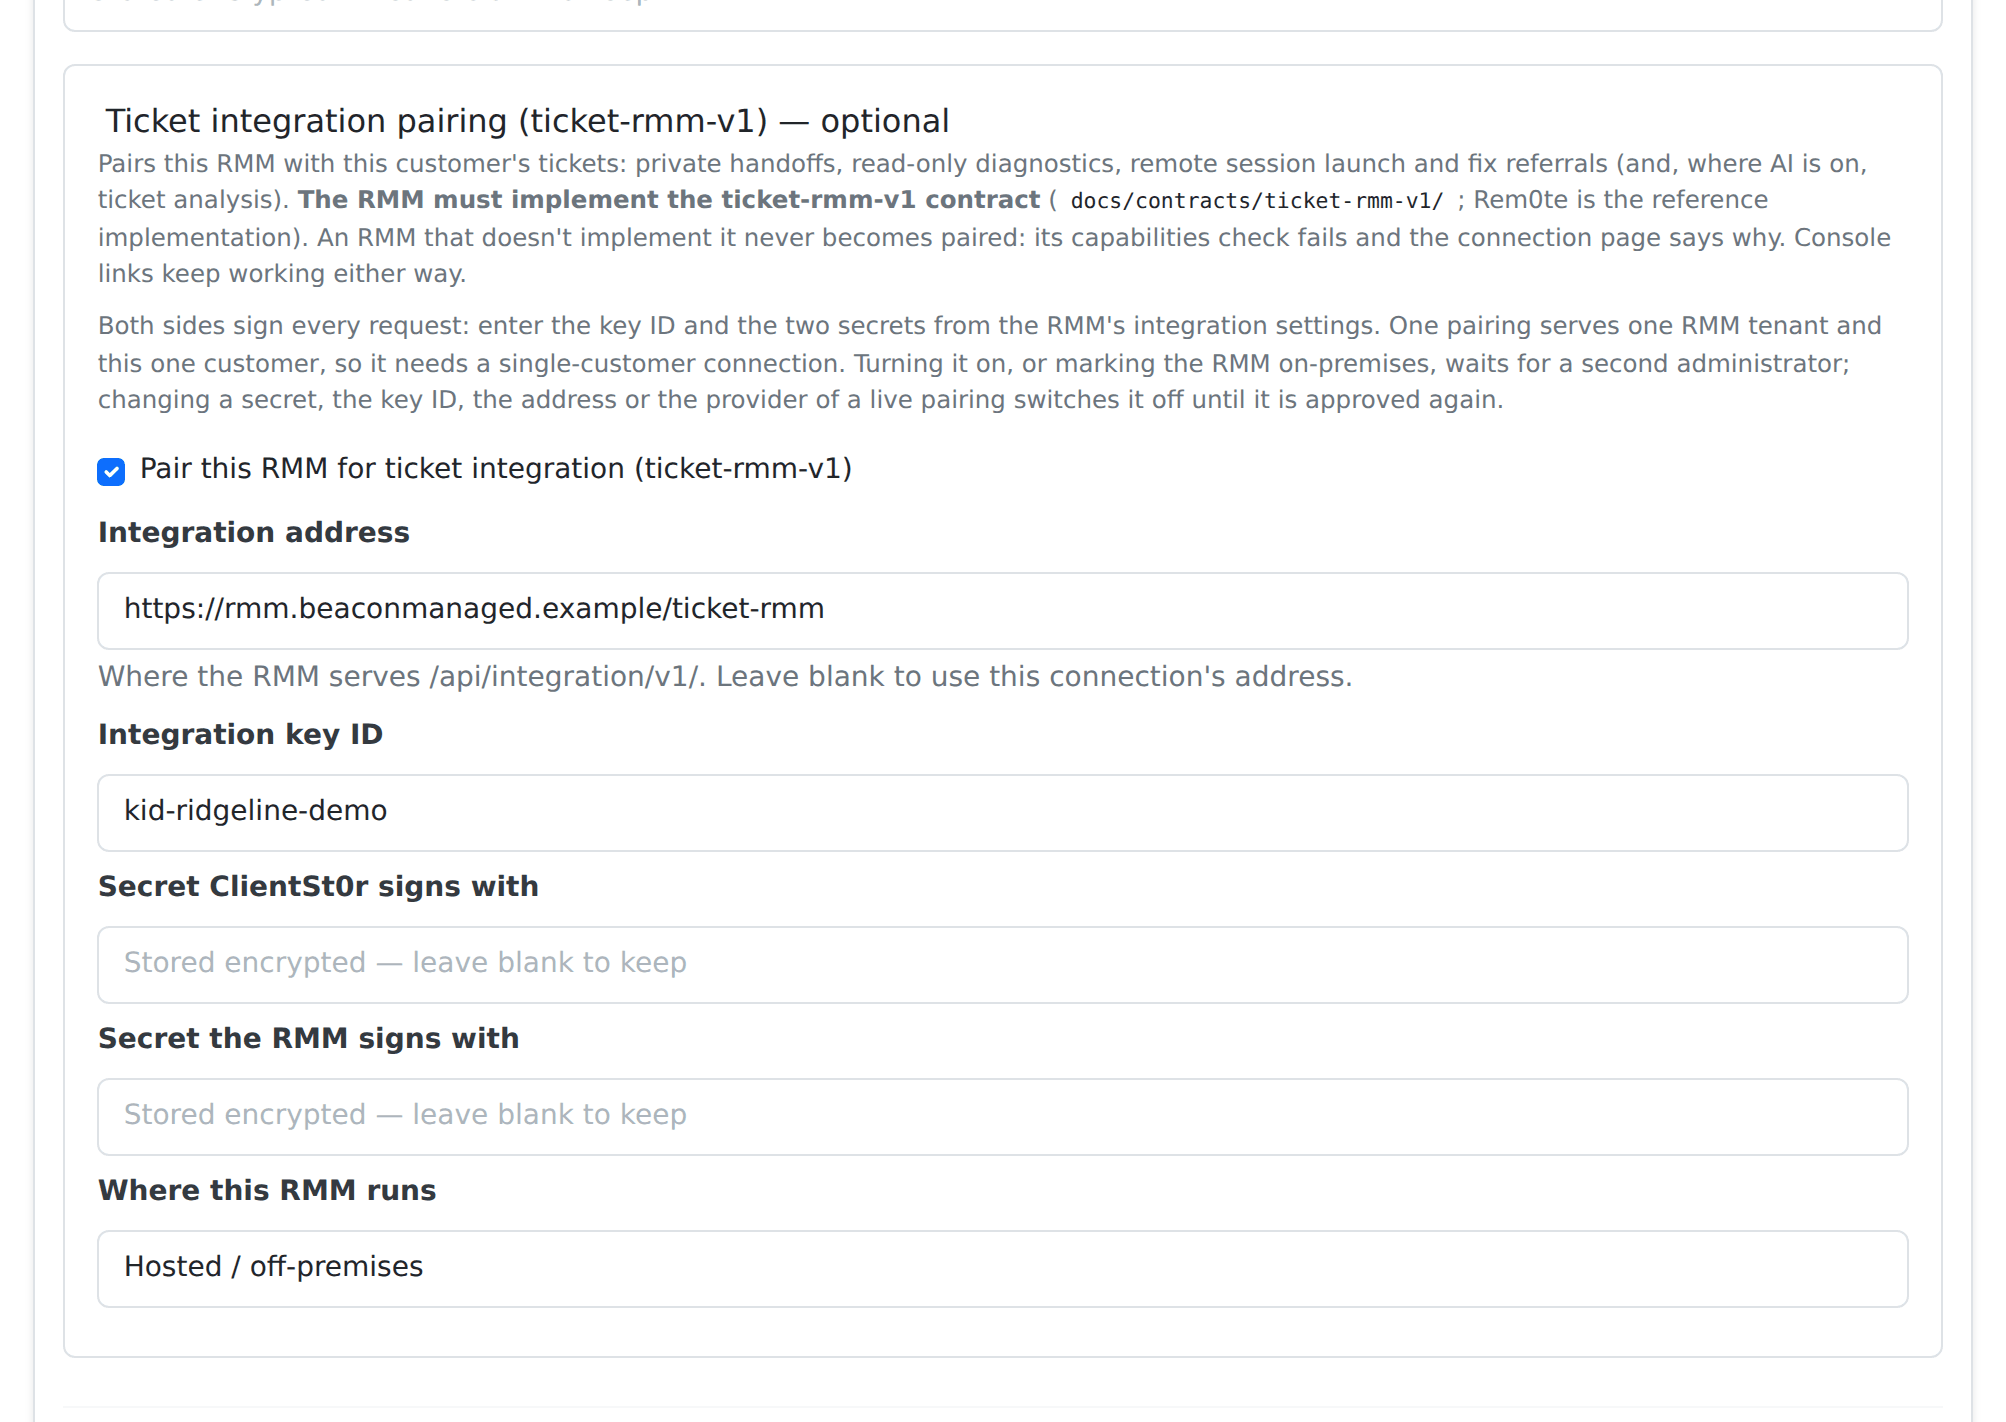 Ticket integration pairing (ticket-rmm-v1) — optional
Pairs this RMM with this customer's tickets: private handoffs, read-only diagnostics, remote session launch and fix referrals (and, where AI is on,
ticket analysis). The RMM must implement the ticket-rmm-v1 contract ( docs/contracts/ticket-rmm-v1/ ; Rem0te is the reference
implementation). An RMM that doesn't implement it never becomes paired: its capabilities check fails and the connection page says why. Console
links keep working either way.
Both sides sign every request: enter the key ID and the two secrets from the RMM's integration settings. One pairing serves one RMM tenant and
this one customer, so it needs a single-customer connection. Turning it on, or marking the RMM on-premises, waits for a second administrator;
changing a secret, the key ID, the address or the provider of a live pairing switches it off until it is approved again.
Pair this RMM for ticket integration (ticket-rmm-v1)
Integration address
https://rmm.beaconmanaged.example/ticket-rmm
Where the RMM serves /api/integration/v1/. Leave blank to use this connection's address.
Integration key ID
kid-ridgeline-demo
Secret ClientSt0r signs with
Stored encrypted — leave blank to keep
Secret the RMM signs with
Stored encrypted — leave blank to keep
Where this RMM runs
Hosted / off-premises